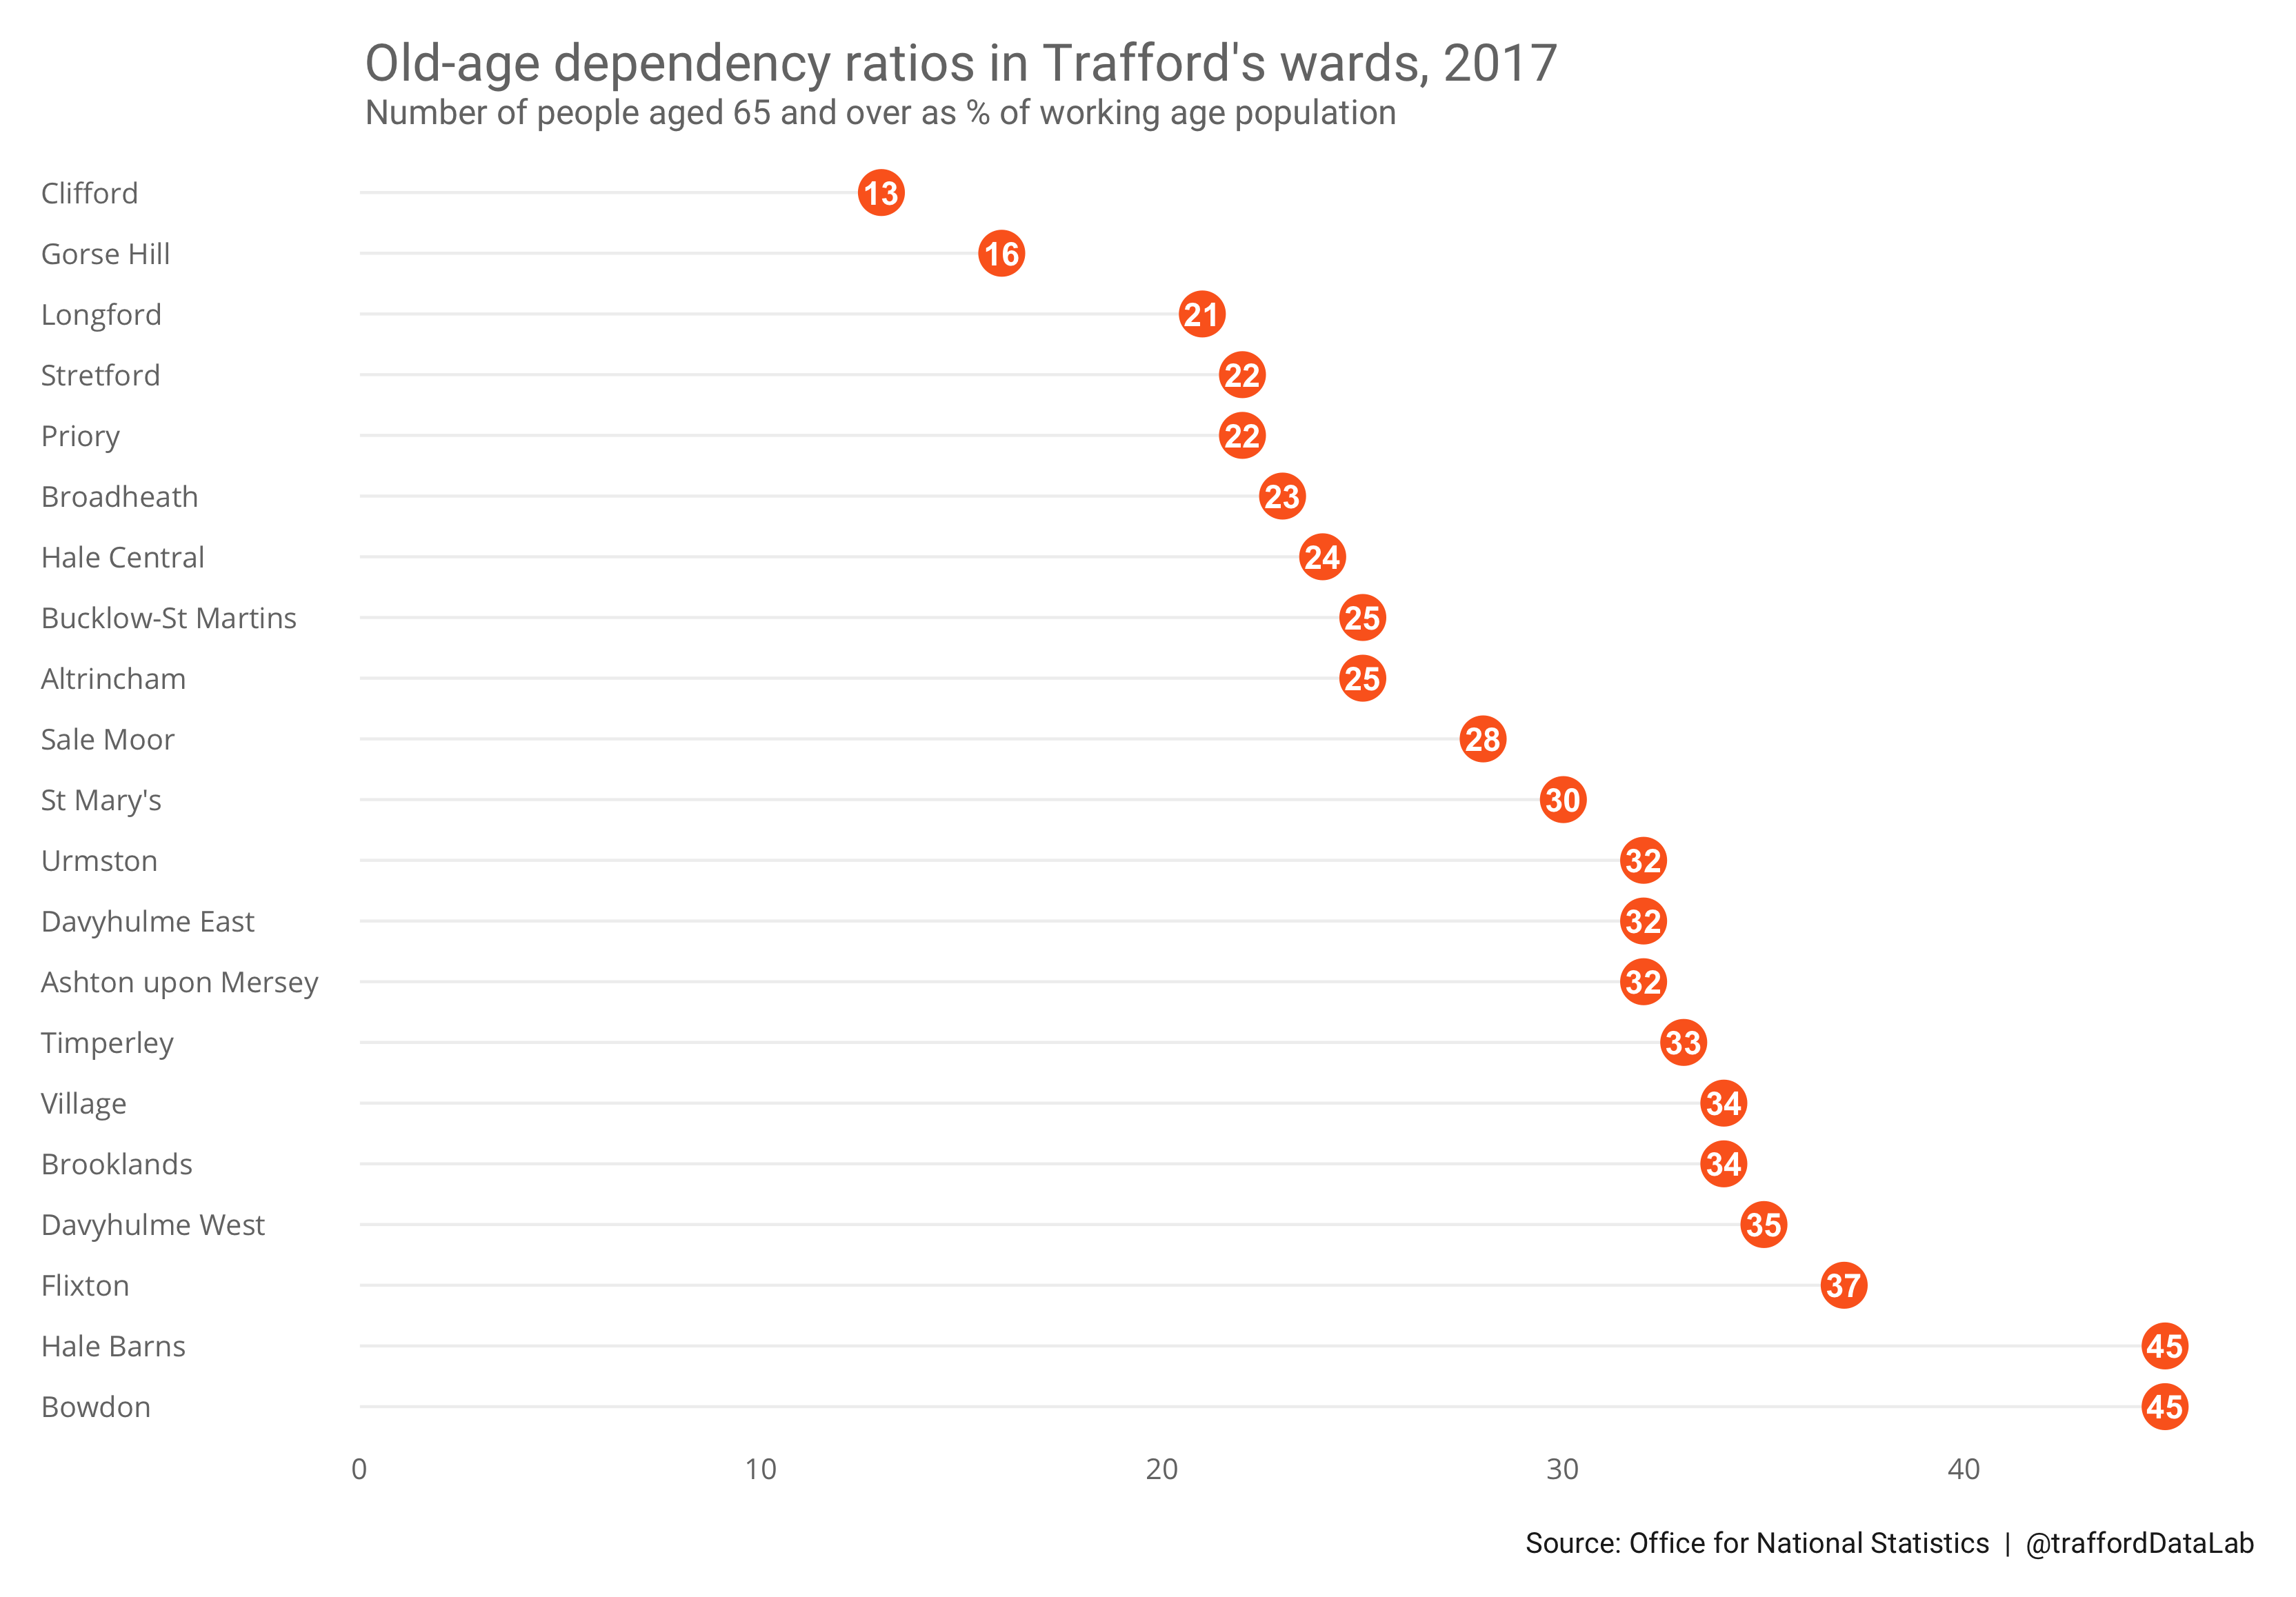 Old-age dependency ratios in Trafford's wards, 2017
Number of people aged 65 and over as % of working age population
Clifford 13
Gorse Hill 16
Longford 21
Stretford 22
Priory 22
Broadheath 23
Hale Central 24
Bucklow-St Martins 25
Altrincham 25
Sale Moor 28
St Mary's 30
Urmston 32
Davyhulme East 32
Ashton upon Mersey 32
Timperley 33
Village 34
Brooklands 34
Davyhulme West 35
Flixton 37
Hale Barns 45
Bowdon 45
0 10 20 30 40
Source: Office for National Statistics | @traffordDataLab